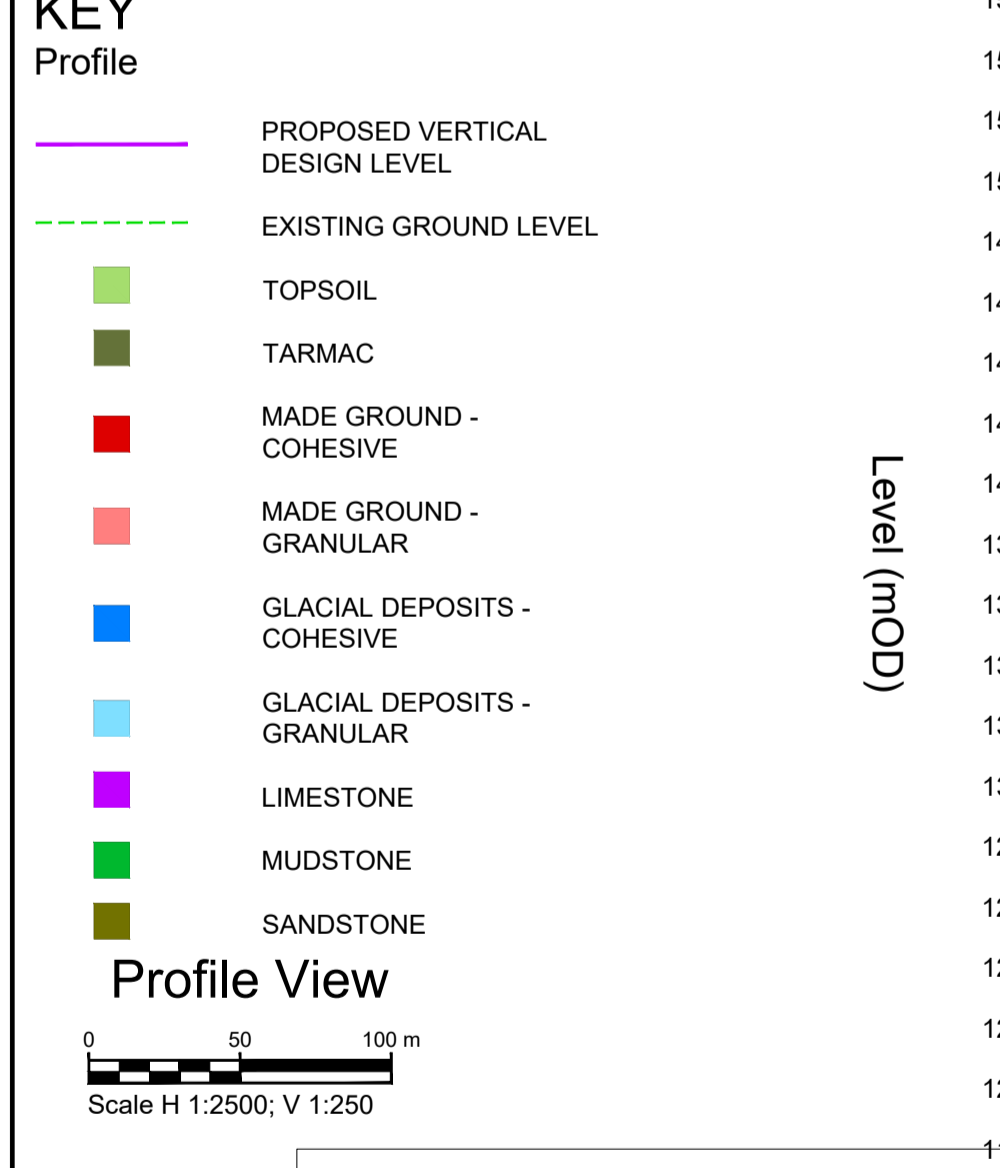 KEY
Profile
PROPOSED VERTICAL
DESIGN LEVEL
EXISTING GROUND LEVEL
TOPSOIL
TARMAC
MADE GROUND -
COHESIVE
MADE GROUND -
GRANULAR
GLACIAL DEPOSITS -
COHESIVE
GLACIAL DEPOSITS -
GRANULAR
LIMESTONE
MUDSTONE
SANDSTONE
Profile View
0 50 100 m
Scale H 1:2500; V 1:250
Level (mOD)